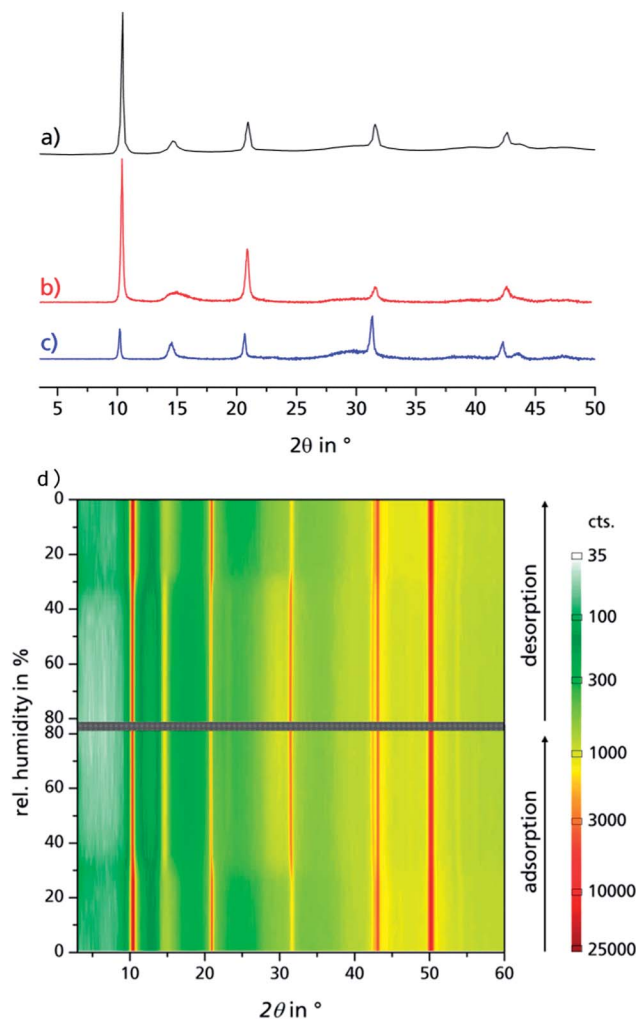 a)
b)
c)
5 10 15 20 25 30 35 40 45 50
2θ in °
d)
rel. humidity in %
0
20
40
60
80
80
60
40
20
0
10 20 30 40 50 60
2θ in °
desorption
adsorption
cts.
35
100
300
1000
3000
10000
25000